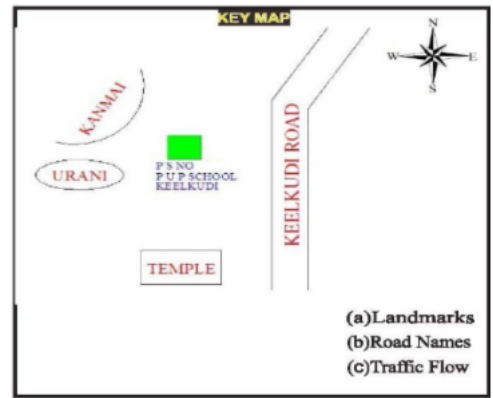 KEY MAP
N
W E
S
KANMAI
KEELKUDI ROAD
URANI
P S NO
P U P SCHOOL
KEELKUDI
TEMPLE
(a)Landmarks
(b)Road Names
(c)Traffic Flow